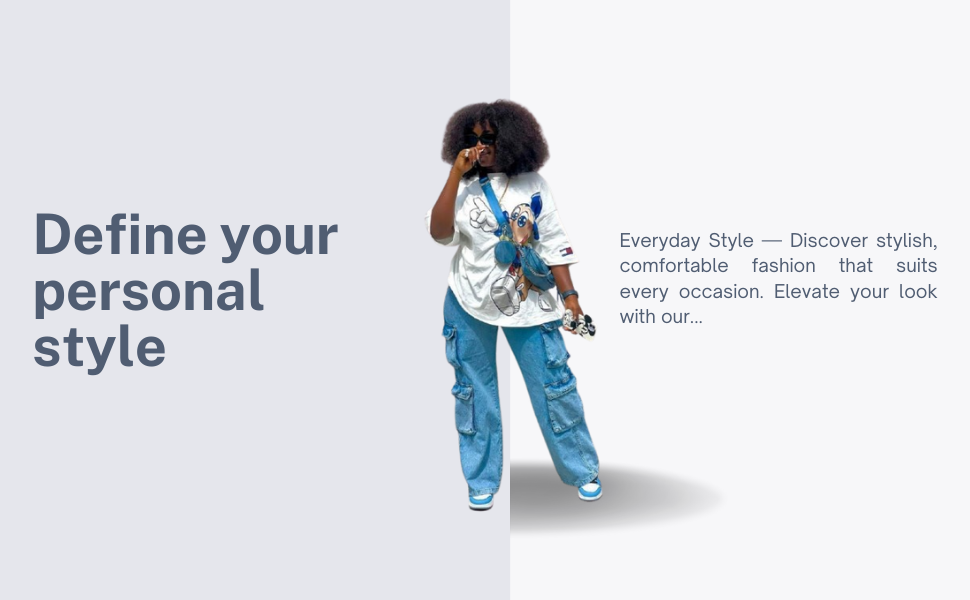 Define your
personal
style
Everyday Style — Discover stylish,
comfortable fashion that suits
every occasion. Elevate your look
with our...